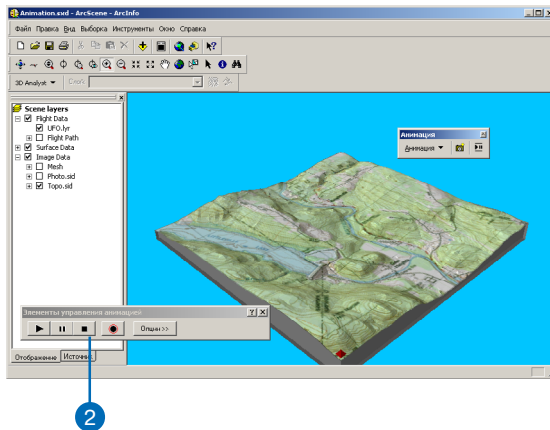 Animation.sxd - ArcScene - ArcInfo
Файл Правка Вид Выборка Инструменты Окно Справка
3D Analyst Слой:
Scene layers
Flight Data
UFO.lyr
Flight Path
Surface Data
Image Data
Mesh
Photo.sid
Topo.sid
Анимация
Анимация
Элементы управления анимацией
Опции >>
Отображение Источник
2